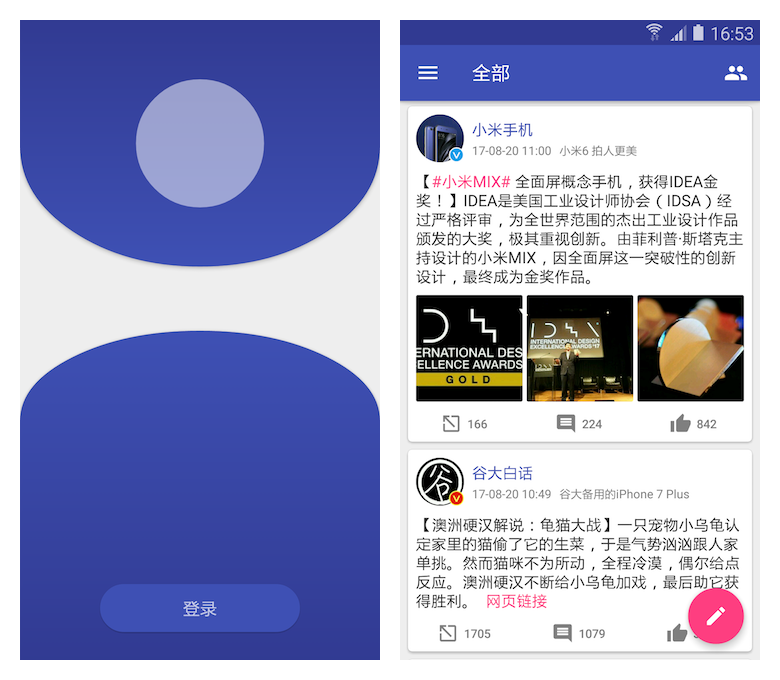 登录
16:53
全部
小米手机
17-08-20 11:00 小米6 拍人更美
【#小米MIX# 全面屏概念手机，获得IDEA金
奖！】IDEA是美国工业设计师协会（IDSA）经
过严格评审，为全世界范围的杰出工业设计作品
颁发的大奖，极其重视创新。由菲利普·斯塔克主
持设计的小米MIX，因全面屏这一突破性的创新
设计，最终成为金奖作品。
ERNATIONAL DES
ELLENCE AWARDS
GOLD
INTERNATIONAL DESIGN
EXCELLENCE AWARDS'17
166
224
842
谷
谷大白话
17-08-20 10:49 谷大备用的iPhone 7 Plus
【澳洲硬汉解说：龟猫大战】一只宠物小乌龟认
定家里的猫偷了它的生菜，于是气势汹汹跟人家
单挑。然而猫咪不为所动，全程冷漠，偶尔给点
反应。澳洲硬汉不断给小乌龟加戏，最后助它获
得胜利。 网页链接
1705
1079